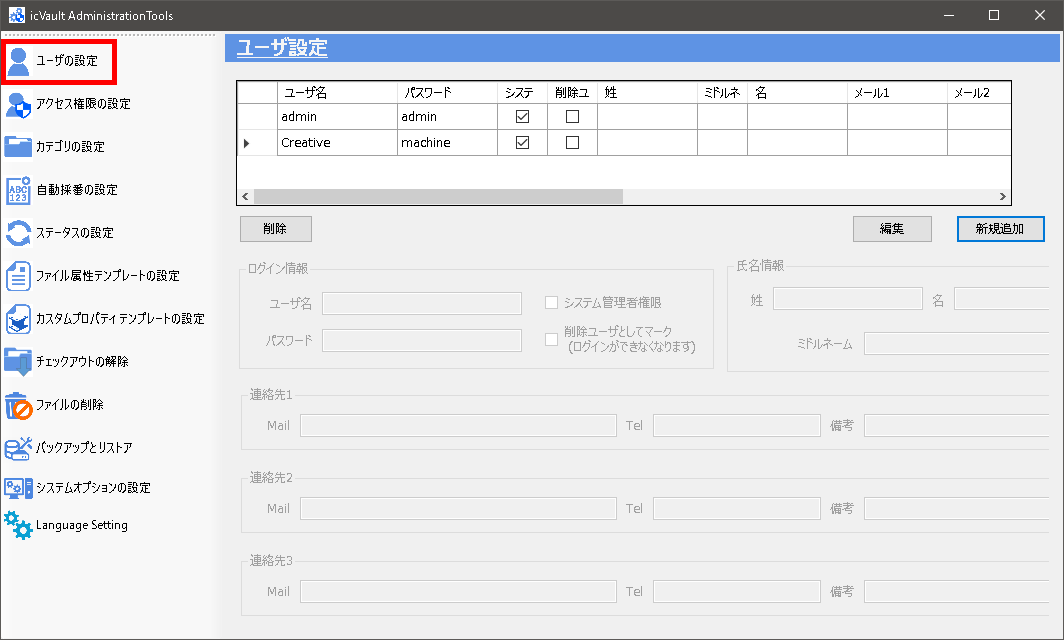 icVault AdministrationTools
ユーザの設定
アクセス権限の設定
カテゴリの設定
自動採番の設定
ABC
123
ステータスの設定
ファイル属性テンプレートの設定
カスタムプロパティテンプレートの設定
チェックアウトの解除
ファイルの削除
バックアップとリストア
システムオプションの設定
Language Setting
ユーザ設定
ユーザ名 パスワード システ 削除ユ 姓 ミドルネ 名 メール1 メール2
admin admin
Creative machine
削除 編集 新規追加
ログイン情報
ユーザ名 システム管理者権限
パスワード 削除ユーザとしてマーク
(ログインができなくなります)
氏名情報
姓 名
ミドルネーム
連絡先1
Mail Tel 備考
連絡先2
Mail Tel 備考
連絡先3
Mail Tel 備考